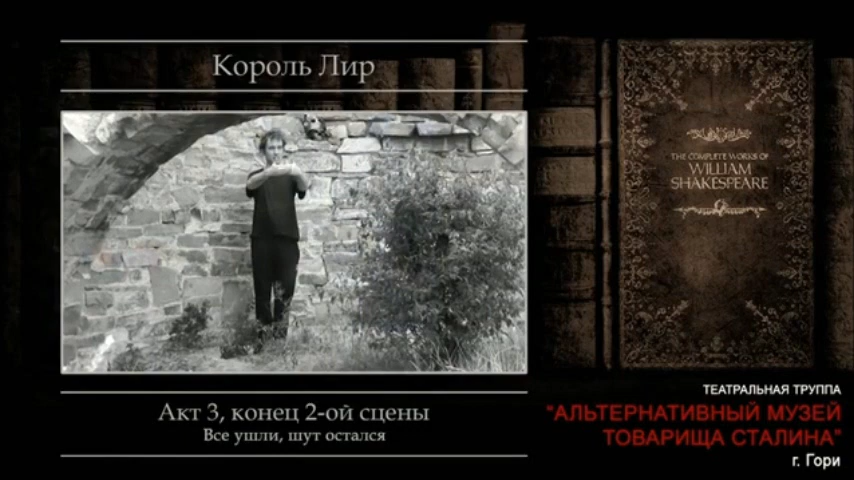 Король Лир
Акт 3, конец 2-ой сцены
Все ушли, шут остался
THE COMPLETE WORKS OF
WILLIAM
SHAKESPEARE
ТЕАТРАЛЬНАЯ ТРУППА
"АЛЬТЕРНАТИВНЫЙ МУЗЕЙ
ТОВАРИЩА СТАЛИНА"
г. Гори